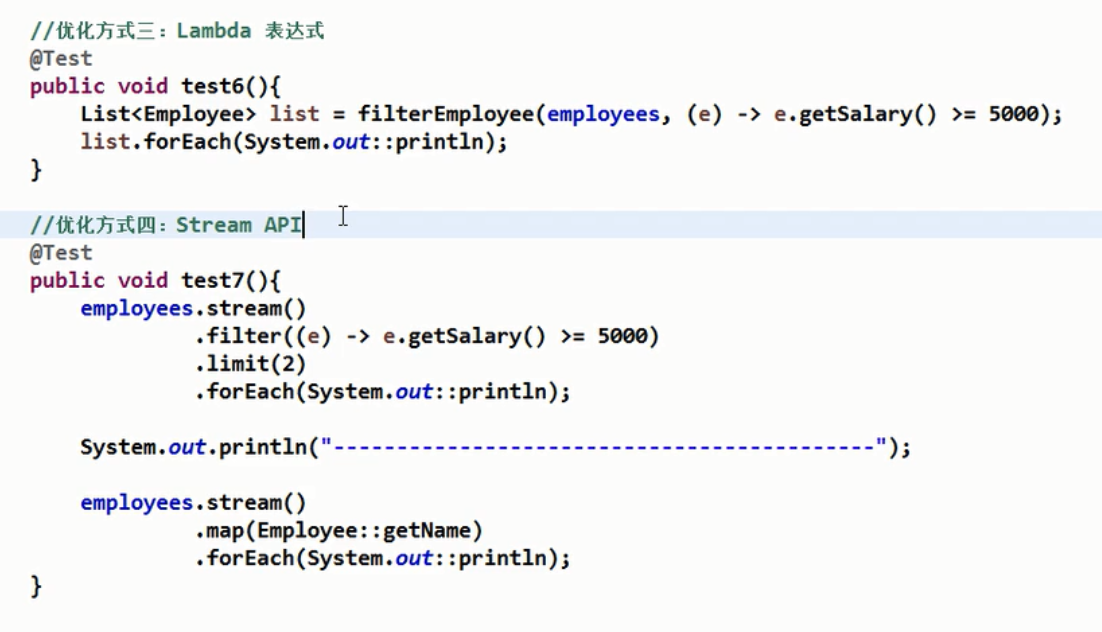 //优化方式三：Lambda 表达式
@Test
public void test6(){
List<Employee> list = filterEmployee(employees, (e) -> e.getSalary() >= 5000);
list.forEach(System.out::println);
}
//优化方式四：Stream API
@Test
public void test7(){
employees.stream()
.filter((e) -> e.getSalary() >= 5000)
.limit(2)
.forEach(System.out::println);
System.out.println("-------------------------------------------");
employees.stream()
.map(Employee::getName)
.forEach(System.out::println);
}